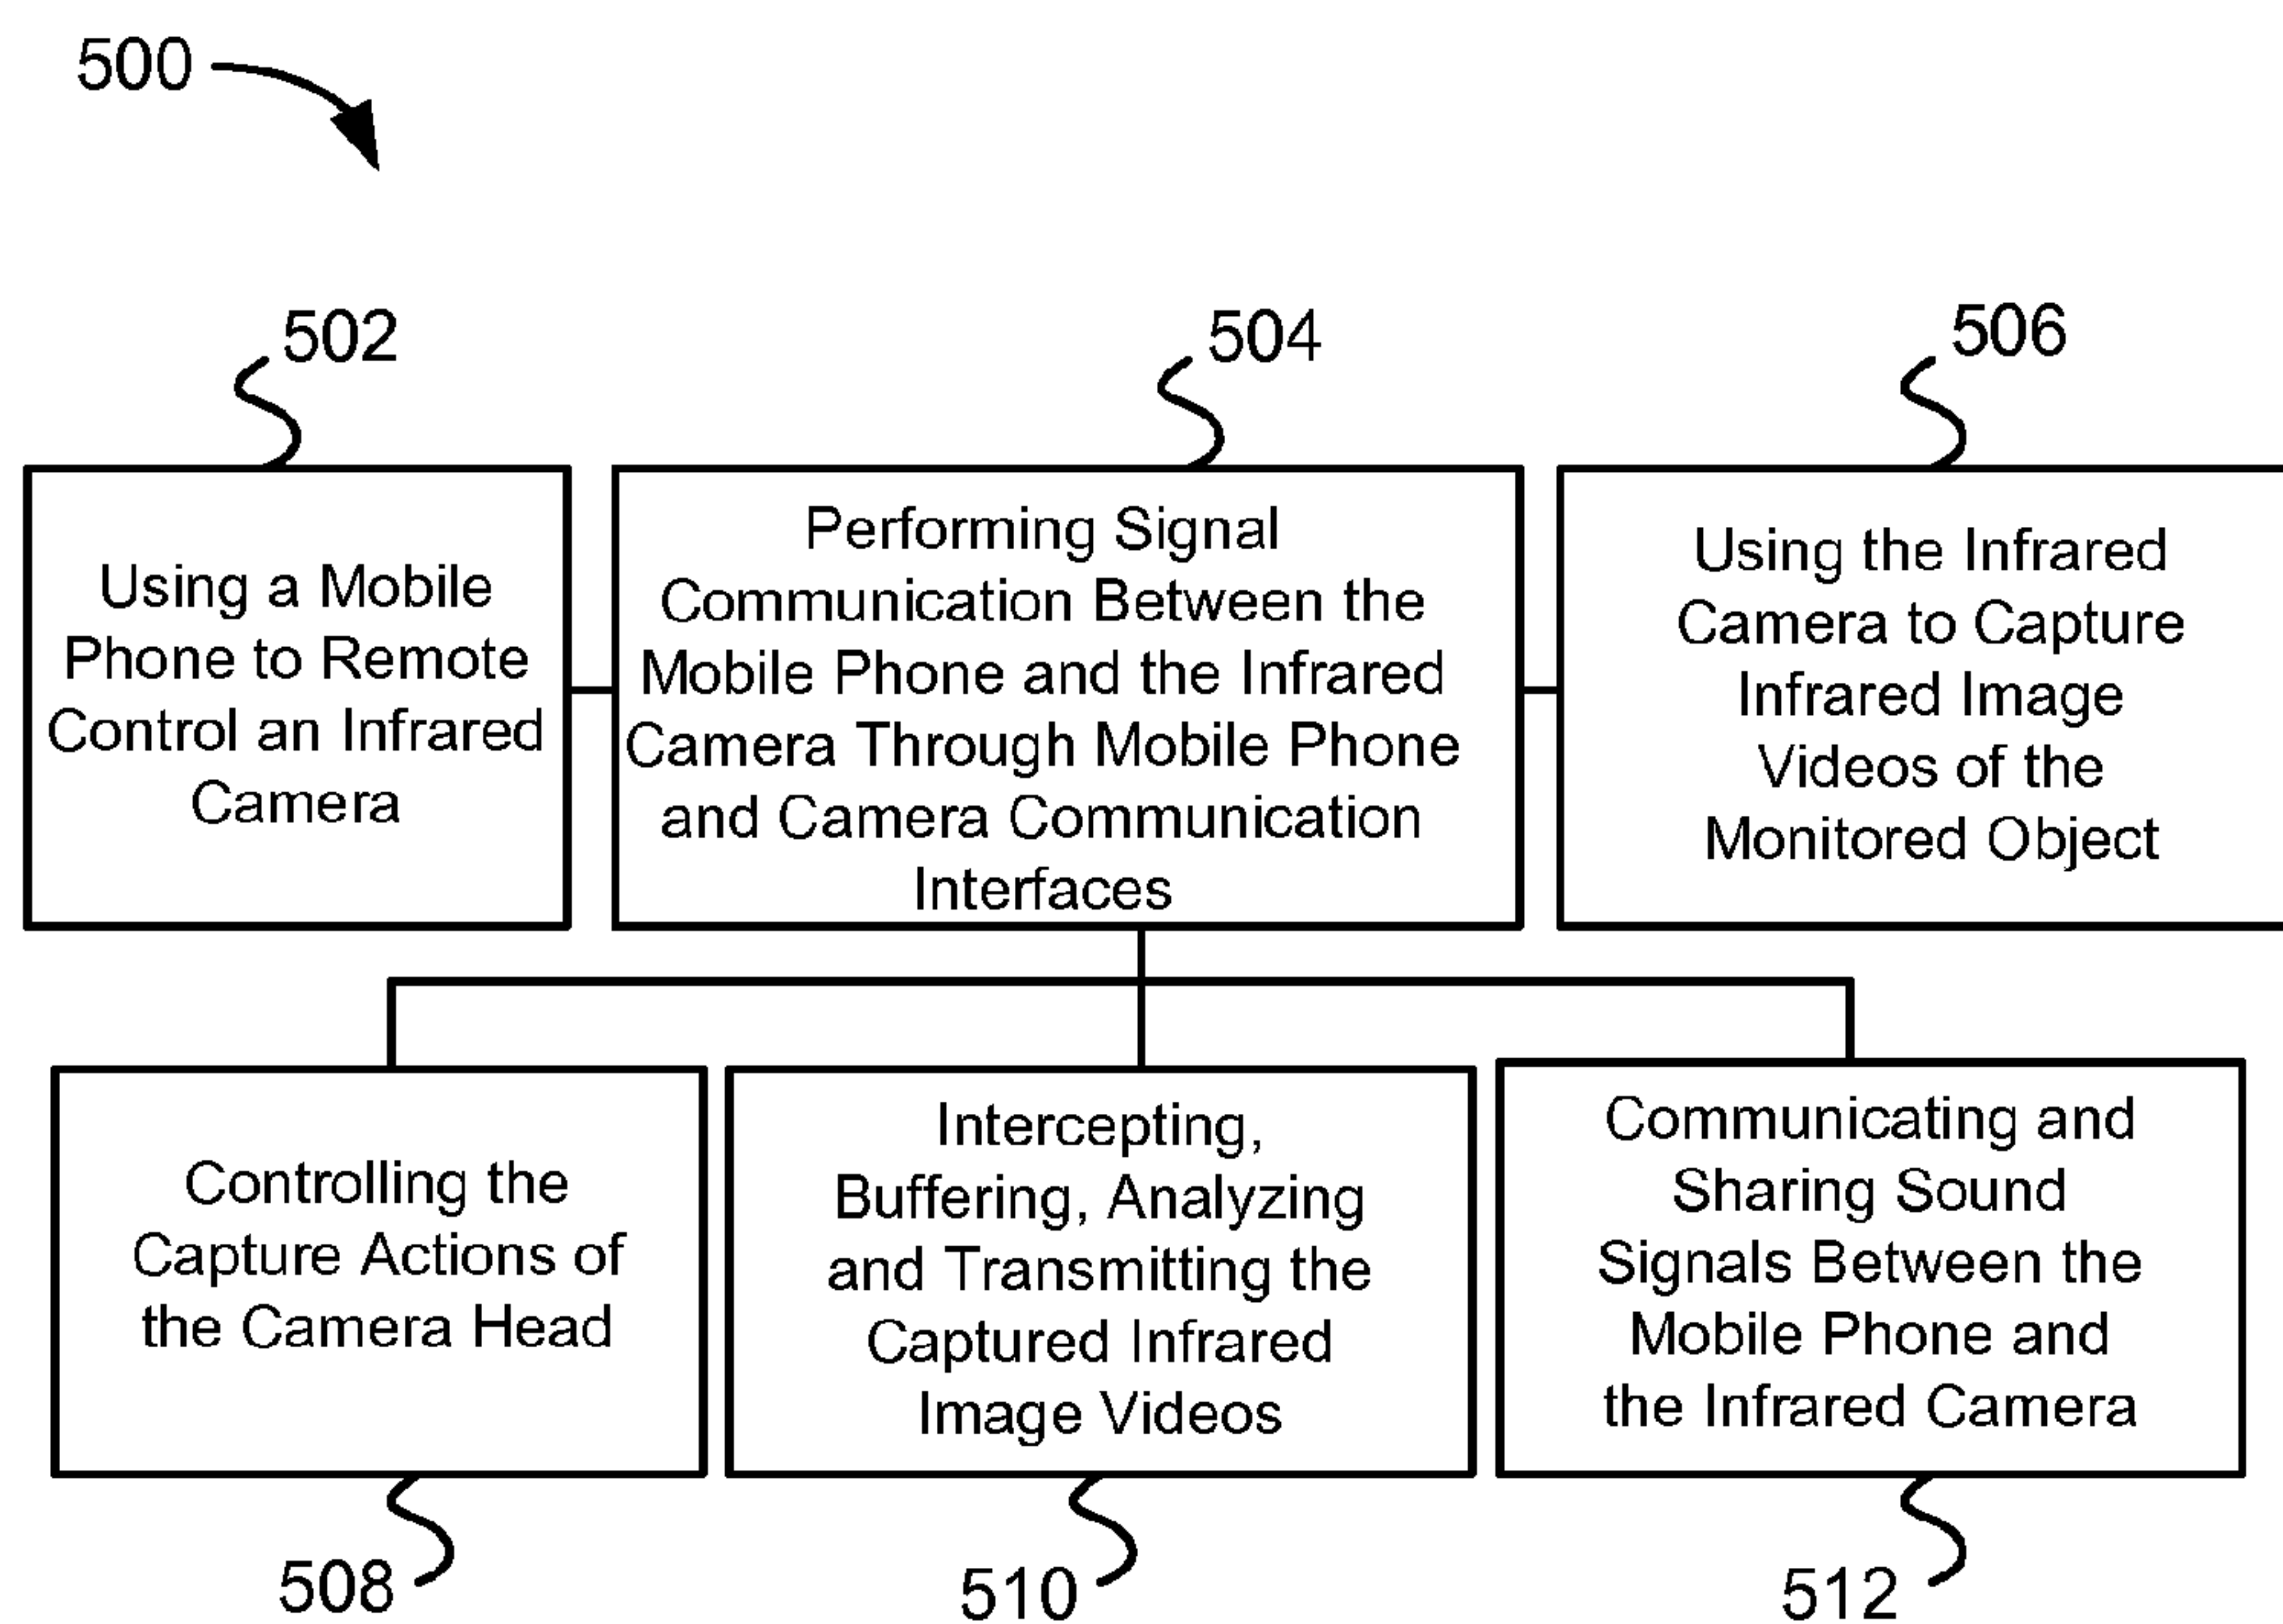 500
502
504
506
Using a Mobile
Phone to Remote
Control an Infrared
Camera
Performing Signal
Communication Between the
Mobile Phone and the Infrared
Camera Through Mobile Phone
and Camera Communication
Interfaces
Using the Infrared
Camera to Capture
Infrared Image
Videos of the
Monitored Object
Controlling the
Capture Actions of
the Camera Head
Intercepting,
Buffering, Analyzing
and Transmitting the
Captured Infrared
Image Videos
Communicating and
Sharing Sound
Signals Between the
Mobile Phone and
the Infrared Camera
508
510
512